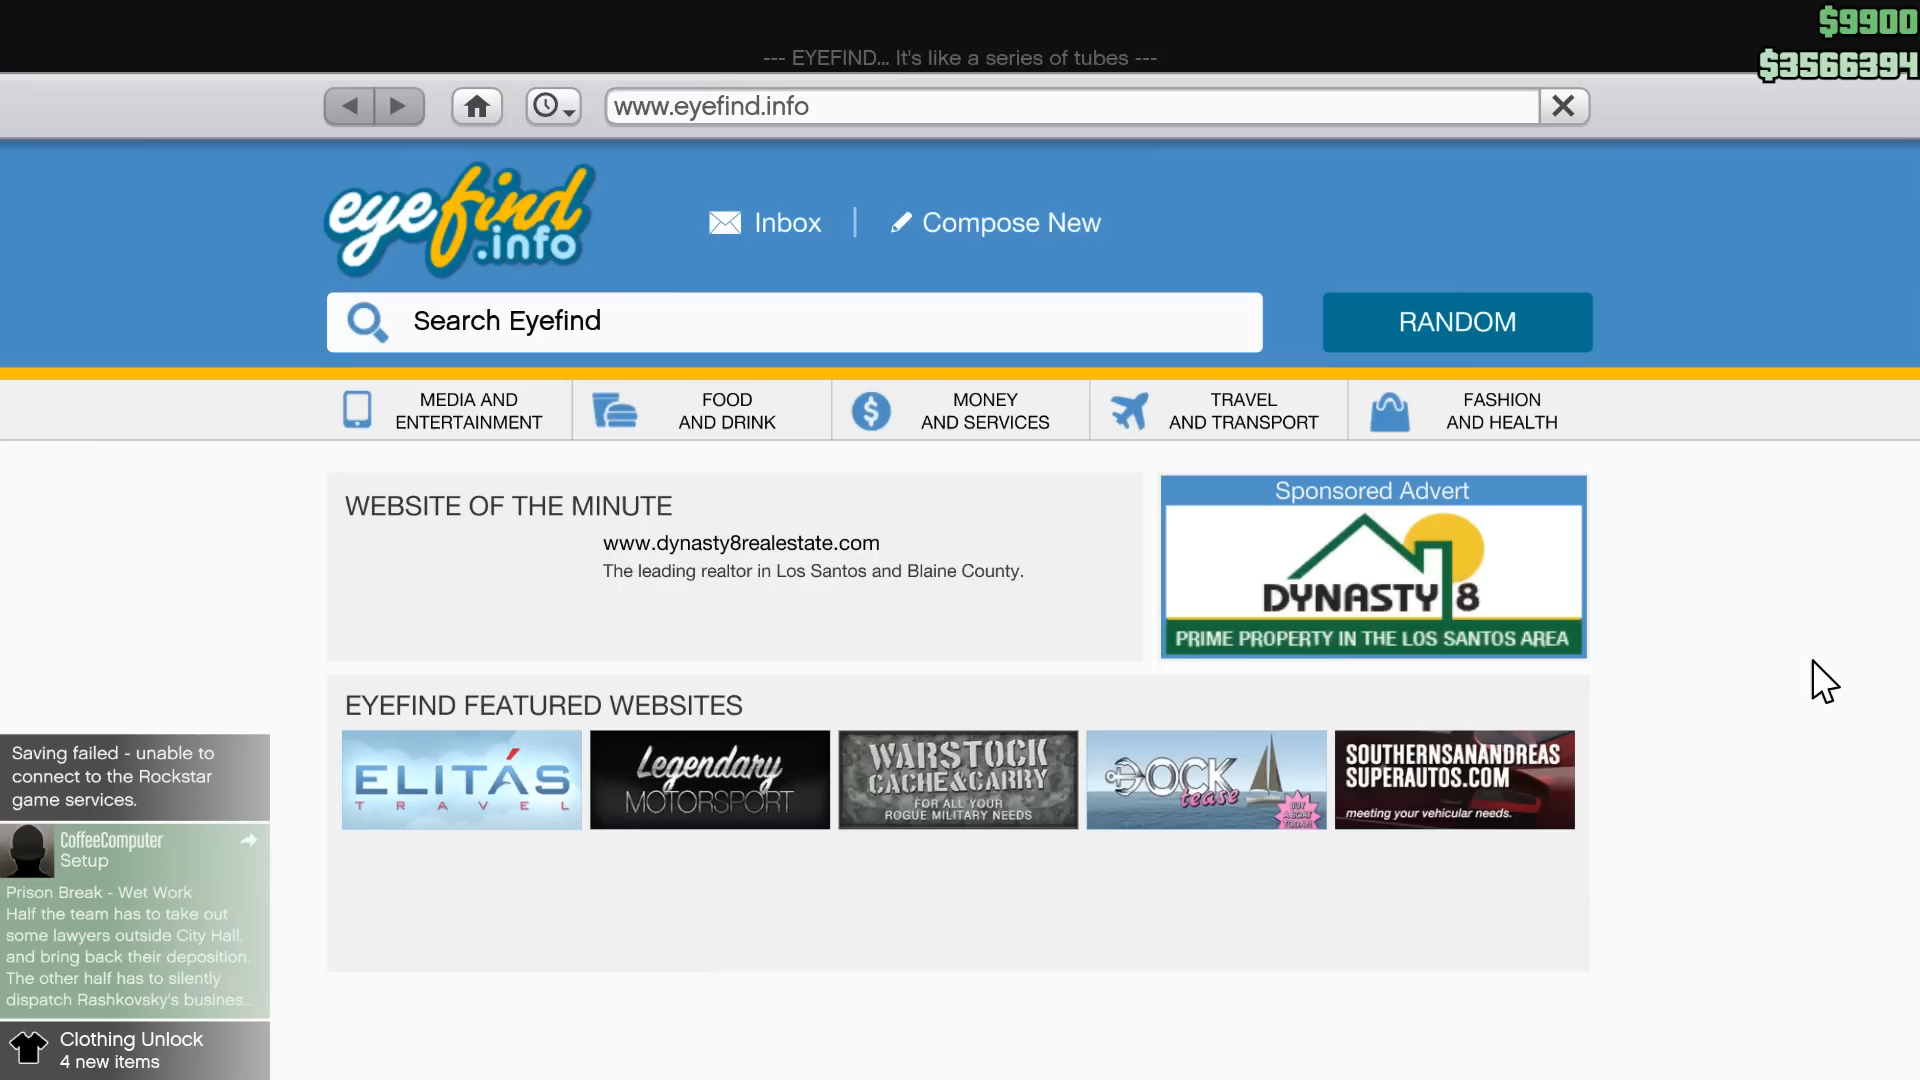 $9900
--- EYEFIND... It's like a series of tubes ---
$3566394
www.eyefind.info
eyefind
.info
Inbox
Compose New
Search Eyefind
RANDOM
MEDIA AND
ENTERTAINMENT
FOOD
AND DRINK
MONEY
AND SERVICES
TRAVEL
AND TRANSPORT
FASHION
AND HEALTH
WEBSITE OF THE MINUTE
www.dynasty8realestate.com
The leading realtor in Los Santos and Blaine County.
Sponsored Advert
DYNASTY 8
PRIME PROPERTY IN THE LOS SANTOS AREA
EYEFIND FEATURED WEBSITES
ELITÁS
TRAVEL
Legendary
MOTORSPORT
WARSTOCK
CACHE&CARRY
FOR ALL YOUR
ROGUE MILITARY NEEDS
DOCK
tease
BUY
A BOAT
TODAY!
SOUTHERNSANANDREAS
SUPERAUTOS.COM
meeting your vehicular needs.
Saving failed - unable to
connect to the Rockstar
game services.
CoffeeComputer
Setup
Prison Break - Wet Work
Half the team has to take out
some lawyers outside City Hall,
and bring back their deposition.
The other half has to silently
dispatch Rashkovsky's busines...
Clothing Unlock
4 new items